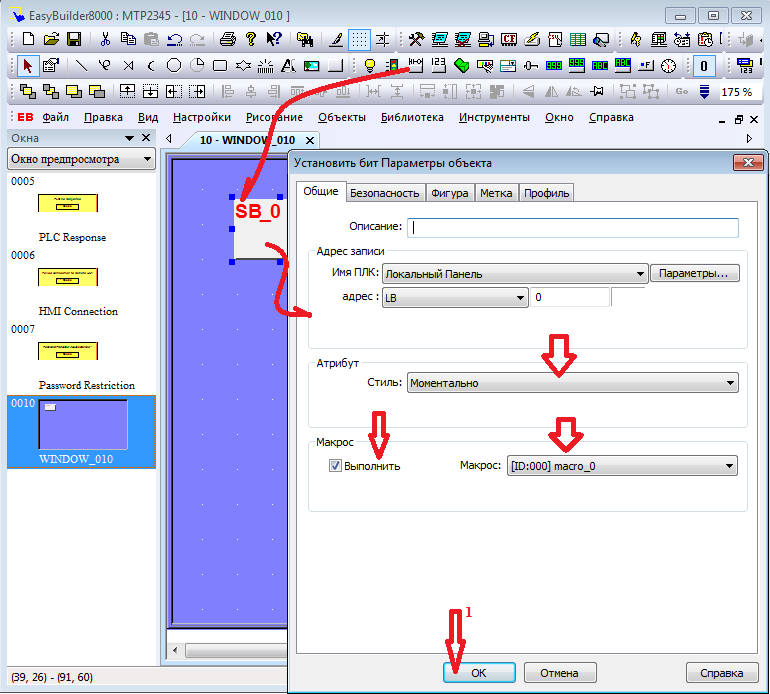 EasyBuilder8000 : MTP2345 - [10 - WINDOW_010 ]
175 %
EB Файл Правка Вид Настройки Рисование Объекты Библиотека Инструменты Окно Справка
Окна
10 - WINDOW_010
Окно предпросмотра
0005
PLC Response
0006
HMI Connection
0007
Password Restriction
0010
WINDOW_010
SB_0
Установить бит Параметры объекта
Общие Безопасность Фигура Метка Профиль
Описание:
Адрес записи
Имя ПЛК: Локальный Панель Параметры...
адрес : LB 0
Атрибут
Стиль: Моментально
Макрос
Выполнить Макрос: [ID:000] macro_0
1
OK Отмена Справка
(39, 26) - (91, 60)